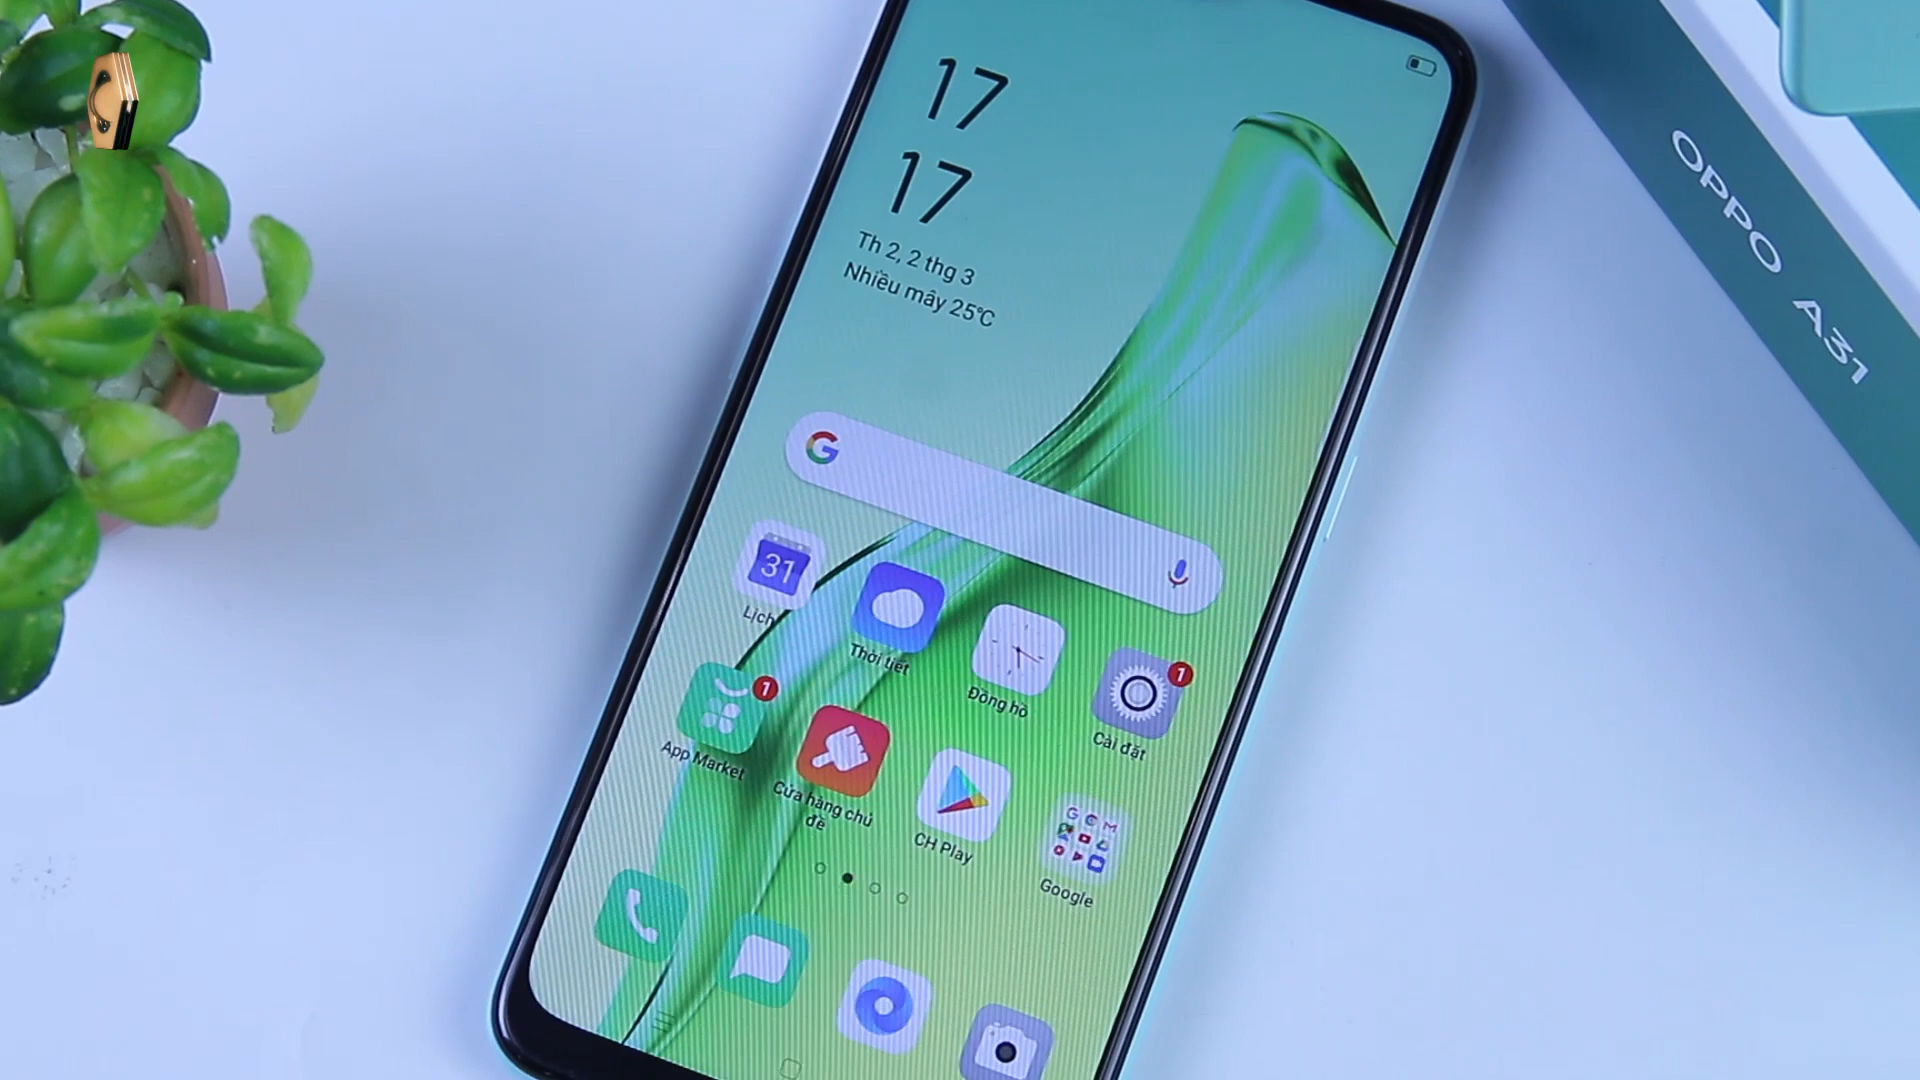 17
17
Th 2, 2 thg 3
Nhiều mây 25°C
OPPO A31
G
31
Lịch
Thời tiết
Đồng hồ
1
Cài đặt
1
App Market
Cửa hàng chủ
đề
CH Play
Google